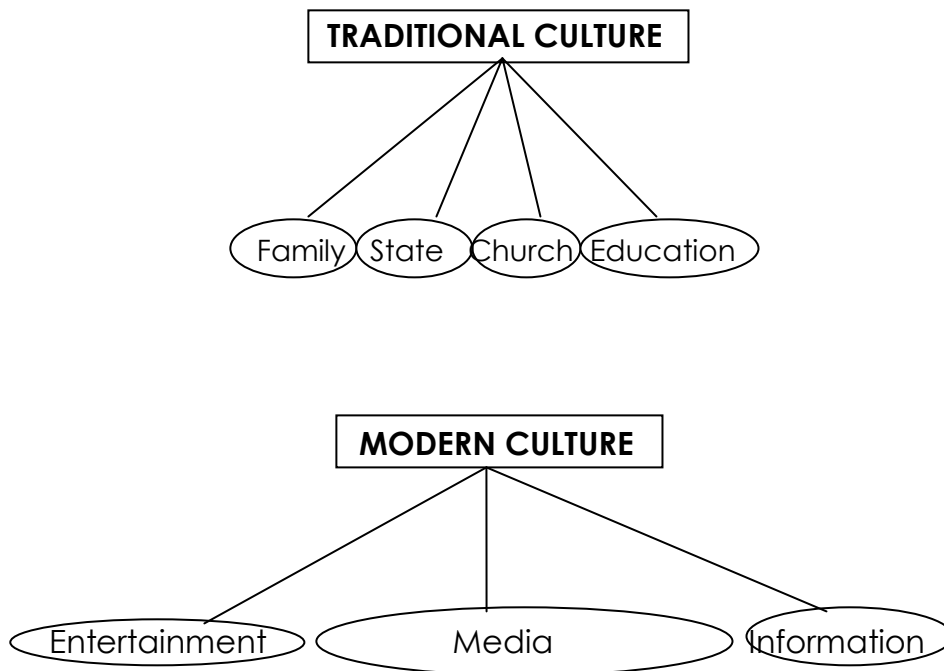 TRADITIONAL CULTURE
Family State Church Education
MODERN CULTURE
Entertainment Media Information